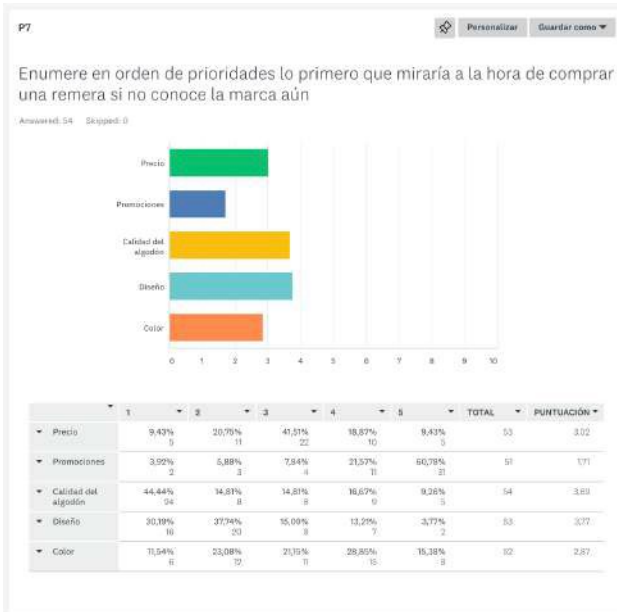 P7
Personalizar Guardar como
Enumere en orden de prioridades lo primero que miraría a la hora de comprar
una remera si no conoce la marca aún
Answered: 54 Skipped: 0
Precio
Promociones
Calidad del
algodón
Diseño
Color
0 1 2 3 4 5 6 7 8 9 10
1 2 3 4 5 TOTAL PUNTUACIÓN
Precio 9,43% 20,75% 41,51% 18,87% 9,43% 53 3,02
5 11 22 10 5
Promociones 3,92% 5,88% 7,84% 21,57% 60,78% 51 1,71
2 3 4 11 31
Calidad del 44,44% 14,81% 14,81% 16,67% 9,26% 54 3,69
algodón 24 8 8 9 5
Diseño 30,19% 37,74% 15,09% 13,21% 3,77% 53 3,77
16 20 8 7 2
Color 11,54% 23,08% 21,15% 28,85% 15,38% 52 2,87
6 12 11 15 8